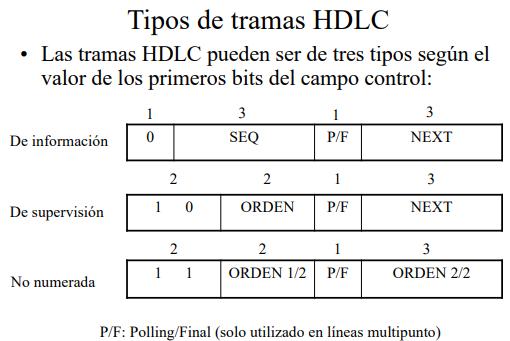 Tipos de tramas HDLC
• Las tramas HDLC pueden ser de tres tipos según el
valor de los primeros bits del campo control:
1 3 1 3
De información 0 SEQ P/F NEXT
2 2 1 3
De supervisión 1 0 ORDEN P/F NEXT
2 2 1 3
No numerada 1 1 ORDEN 1/2 P/F ORDEN 2/2
P/F: Polling/Final (solo utilizado en líneas multipunto)